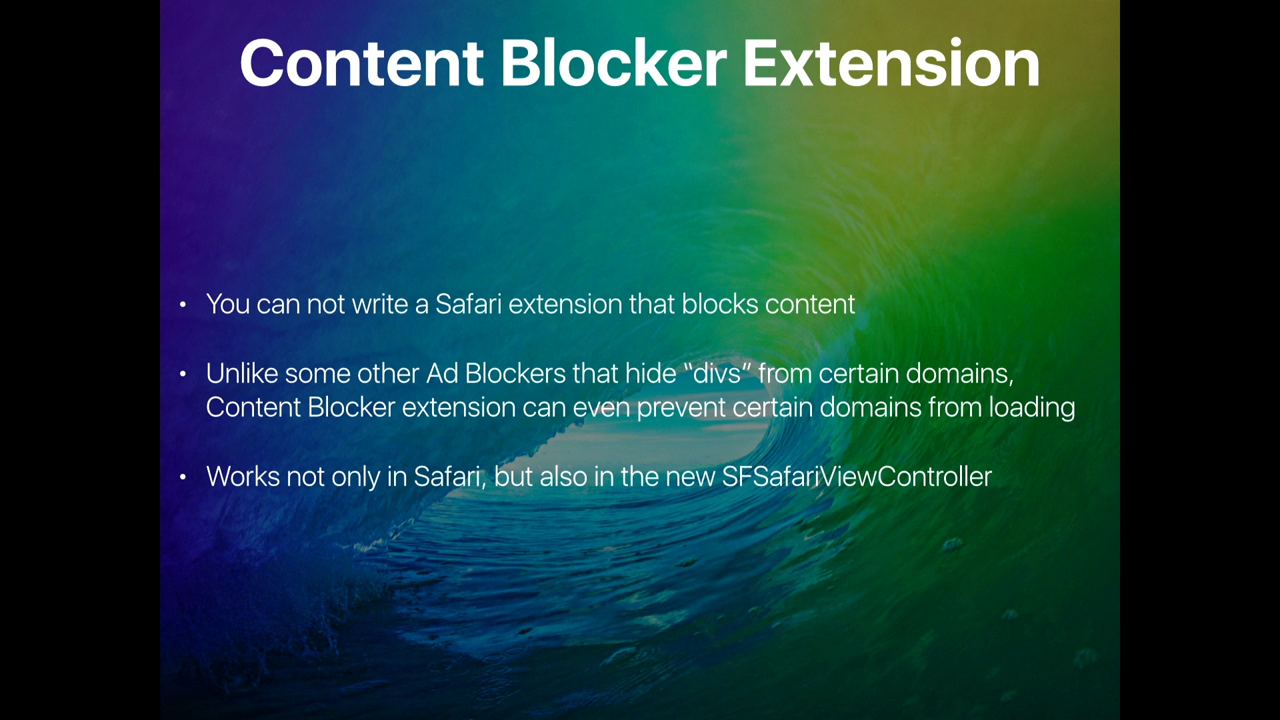 Content Blocker Extension
• You can not write a Safari extension that blocks content
• Unlike some other Ad Blockers that hide “divs” from certain domains,
Content Blocker extension can even prevent certain domains from loading
• Works not only in Safari, but also in the new SFSafariViewController